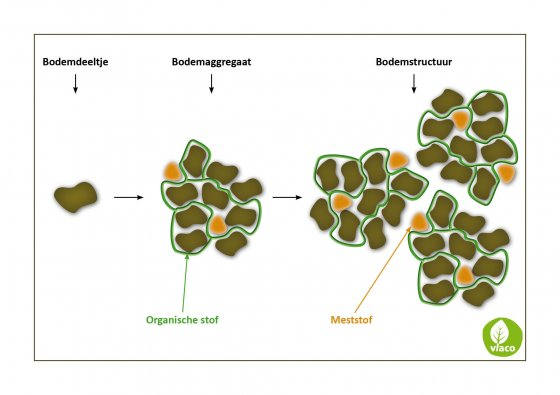 Bodemdeeltje
Bodemaggregaat
Bodemstructuur
Organische stof
Meststof
vlaco